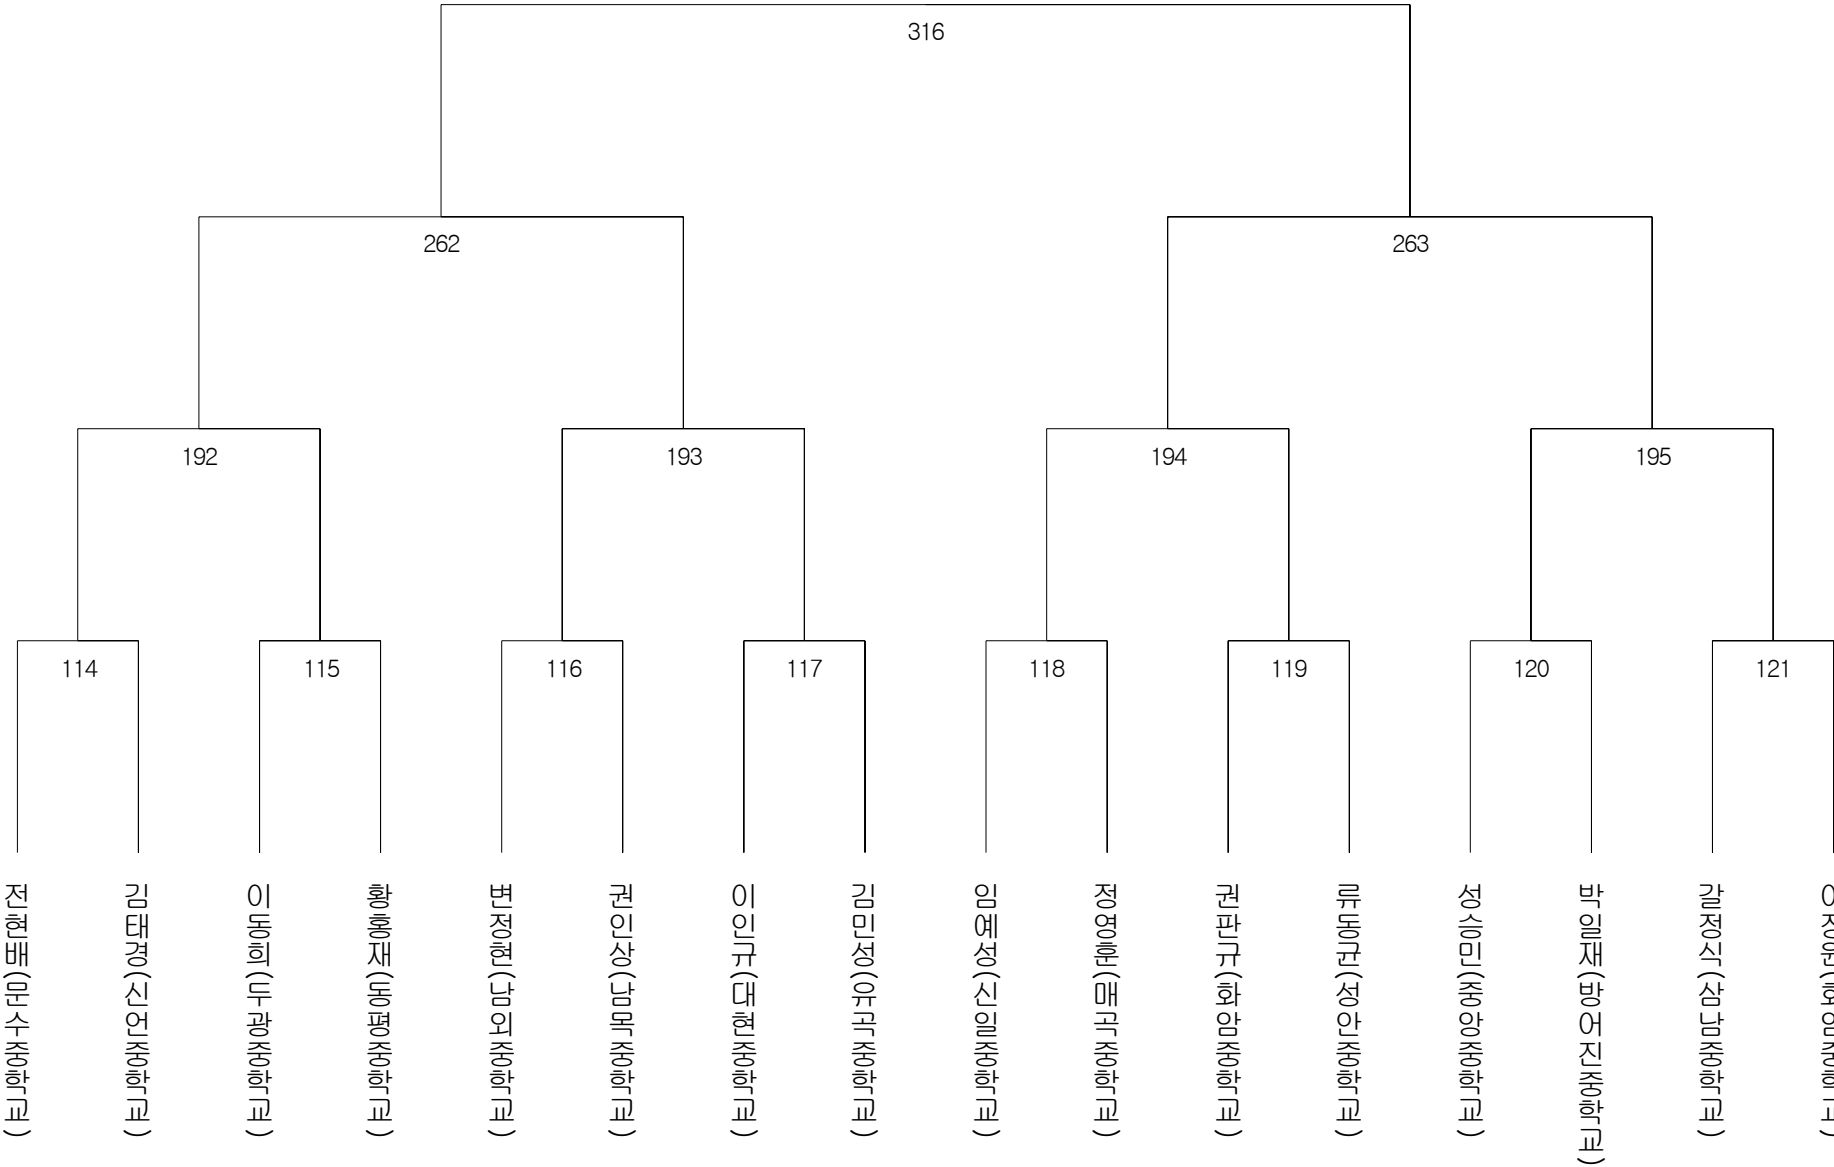 316
262
263
192
193
194
195
114
115
116
117
118
119
120
121
전현배(문수중학교)
김태경(신언중학교)
이동희(두광중학교)
황홍재(동평중학교)
변정현(남외중학교)
권인상(남목중학교)
이인규(대현중학교)
김민성(유곡중학교)
임예성(신일중학교)
정영훈(매곡중학교)
권판규(화암중학교)
류동균(성안중학교)
성승민(중앙중학교)
박일재(방어진중학교)
갈정식(삼남중학교)